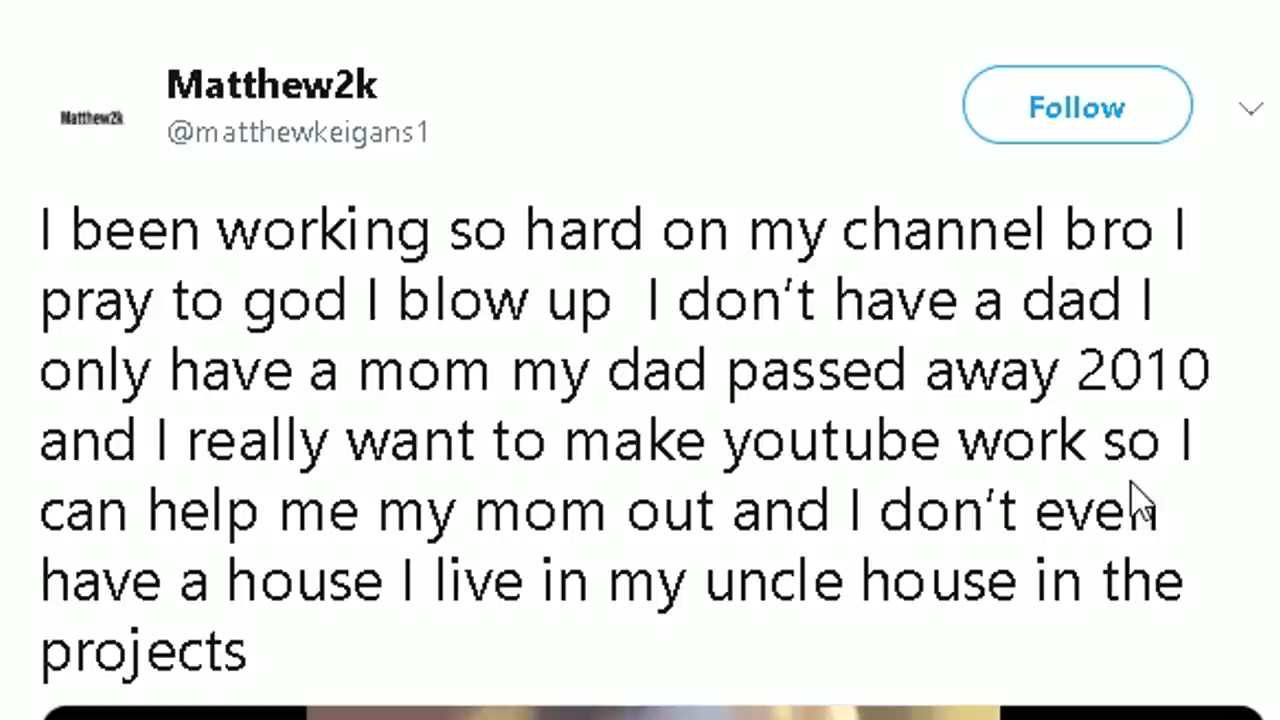 Matthew2k
Matthew2k
@matthewkeigans1
Follow
I been working so hard on my channel bro I
pray to god I blow up  I don’t have a dad I
only have a mom my dad passed away 2010
and I really want to make youtube work so I
can help me my mom out and I don’t even
have a house I live in my uncle house in the
projects